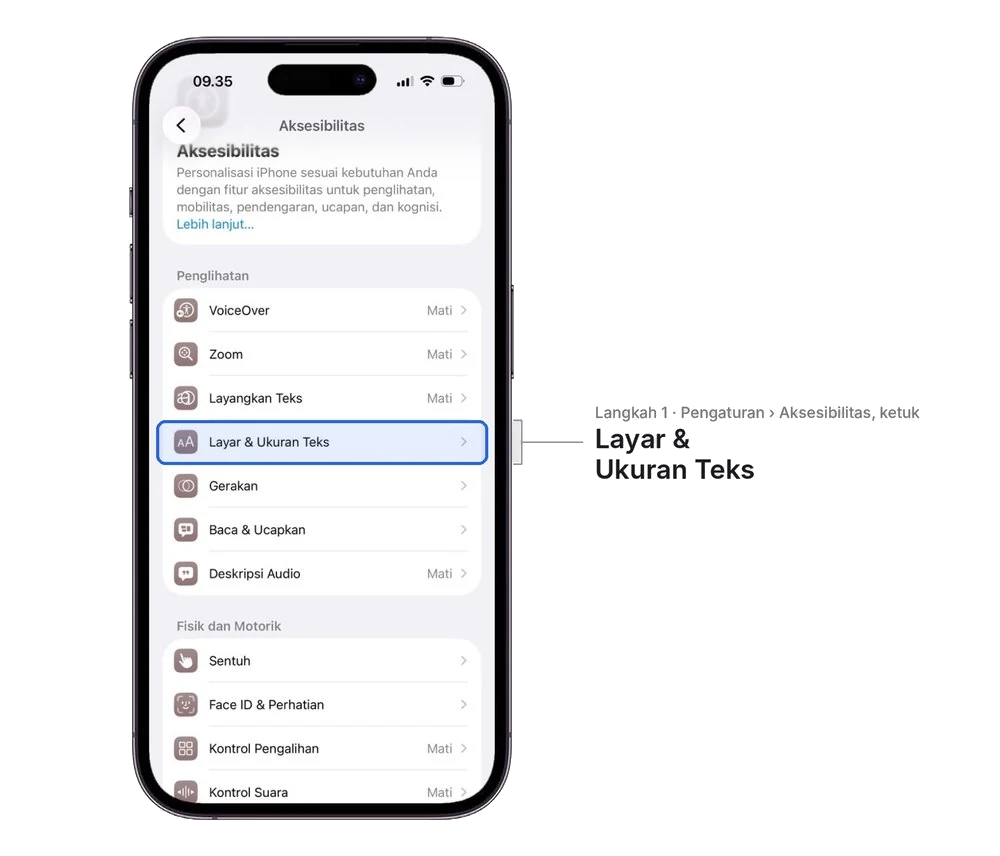 09.35
Aksesibilitas
Aksesibilitas
Personalisasi iPhone sesuai kebutuhan Anda
dengan fitur aksesibilitas untuk penglihatan,
mobilitas, pendengaran, ucapan, dan kognisi.
Lebih lanjut...
Penglihatan
VoiceOver Mati
Zoom Mati
Layangkan Teks Mati
AA Layar & Ukuran Teks
Gerakan
Baca & Ucapkan
Deskripsi Audio Mati
Fisik dan Motorik
Sentuh
Face ID & Perhatian
Kontrol Pengalihan Mati
Kontrol Suara Mati
Langkah 1 · Pengaturan › Aksesibilitas, ketuk
Layar &
Ukuran Teks